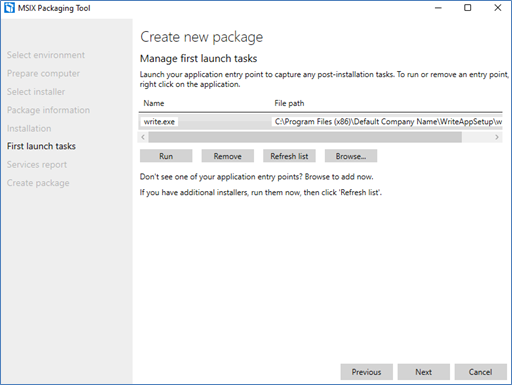 MSIX Packaging Tool
Create new package
Select environment
Prepare computer
Select installer
Package information
Installation
First launch tasks
Services report
Create package
Manage first launch tasks
Launch your application entry point to capture any post-installation tasks. To run or remove an entry point,
right click on the application.
Name File path
write.exe C:\Program Files (x86)\Default Company Name\WriteAppSetup\w
Run Remove Refresh list Browse...
Don't see one of your application entry points? Browse to add now.
If you have additional installers, run them now, then click 'Refresh list'.
Previous Next Cancel